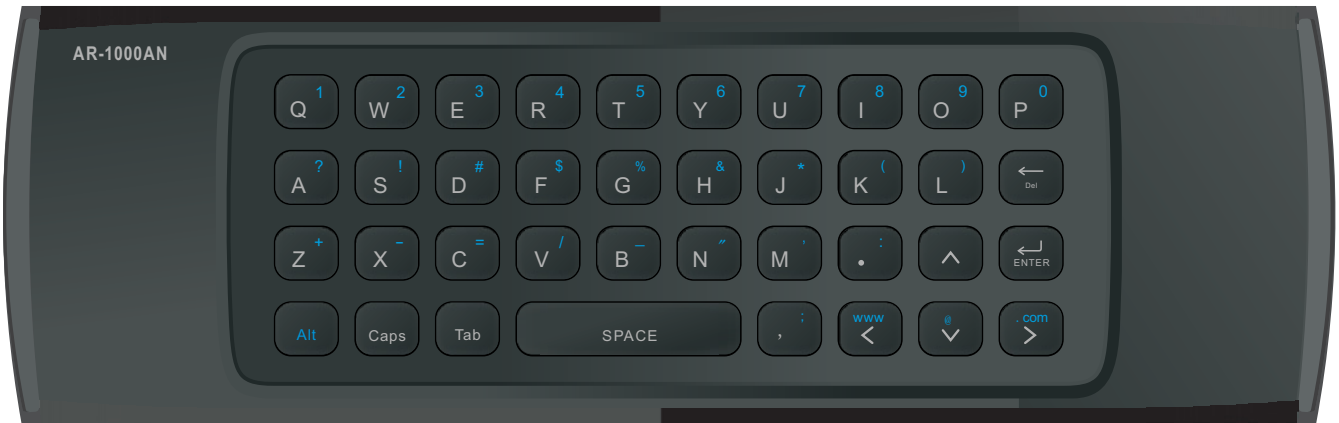 AR-1000AN
1 2 3 4 5 6 7 8 9 0
Q W E R T Y U I O P
? ! # $ % & * ( )
A S D F G H J K L Del
+ - = / _ " ' :
Z X C V B N M . ENTER
; www @ .com
Alt Caps Tab SPACE ,